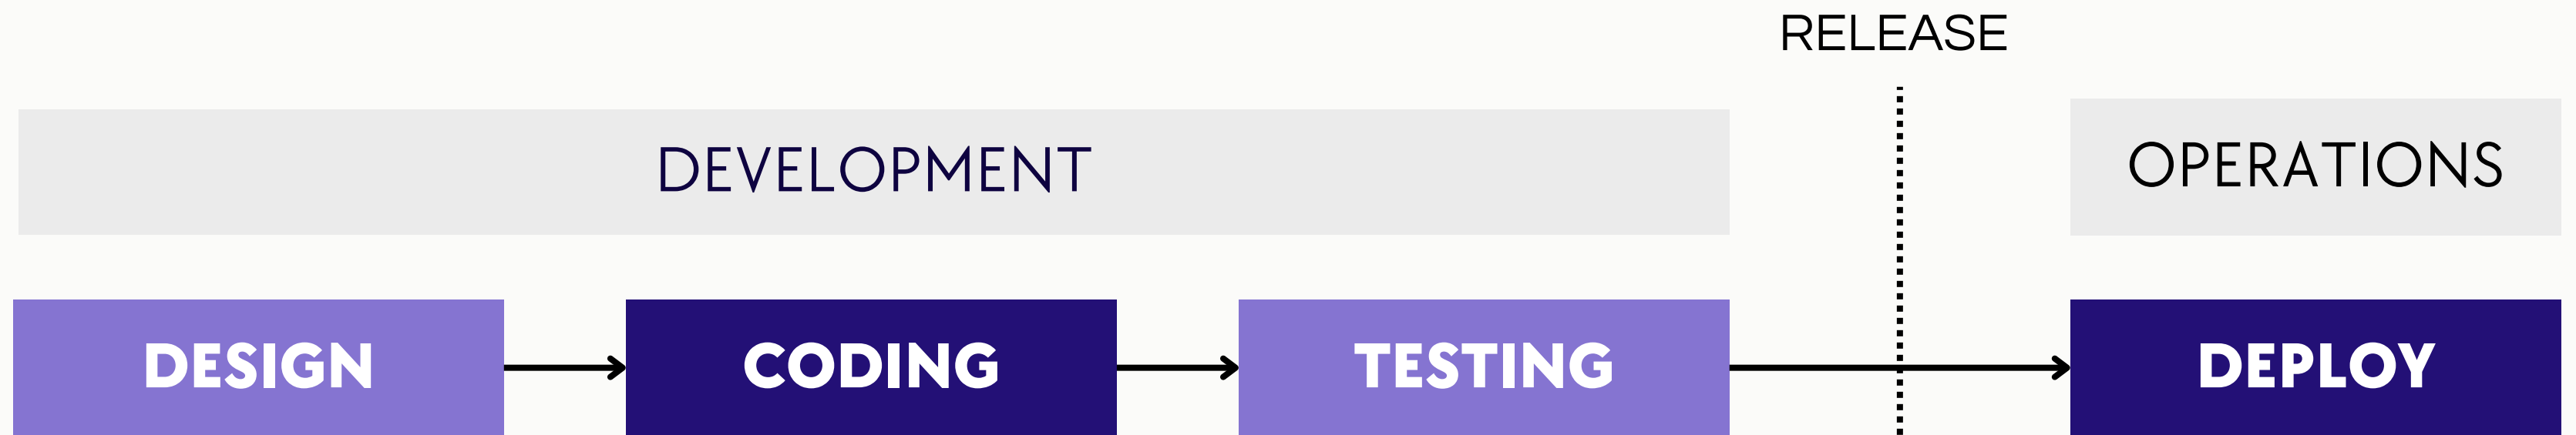 RELEASE
DEVELOPMENT
OPERATIONS
DESIGN
CODING
TESTING
DEPLOY